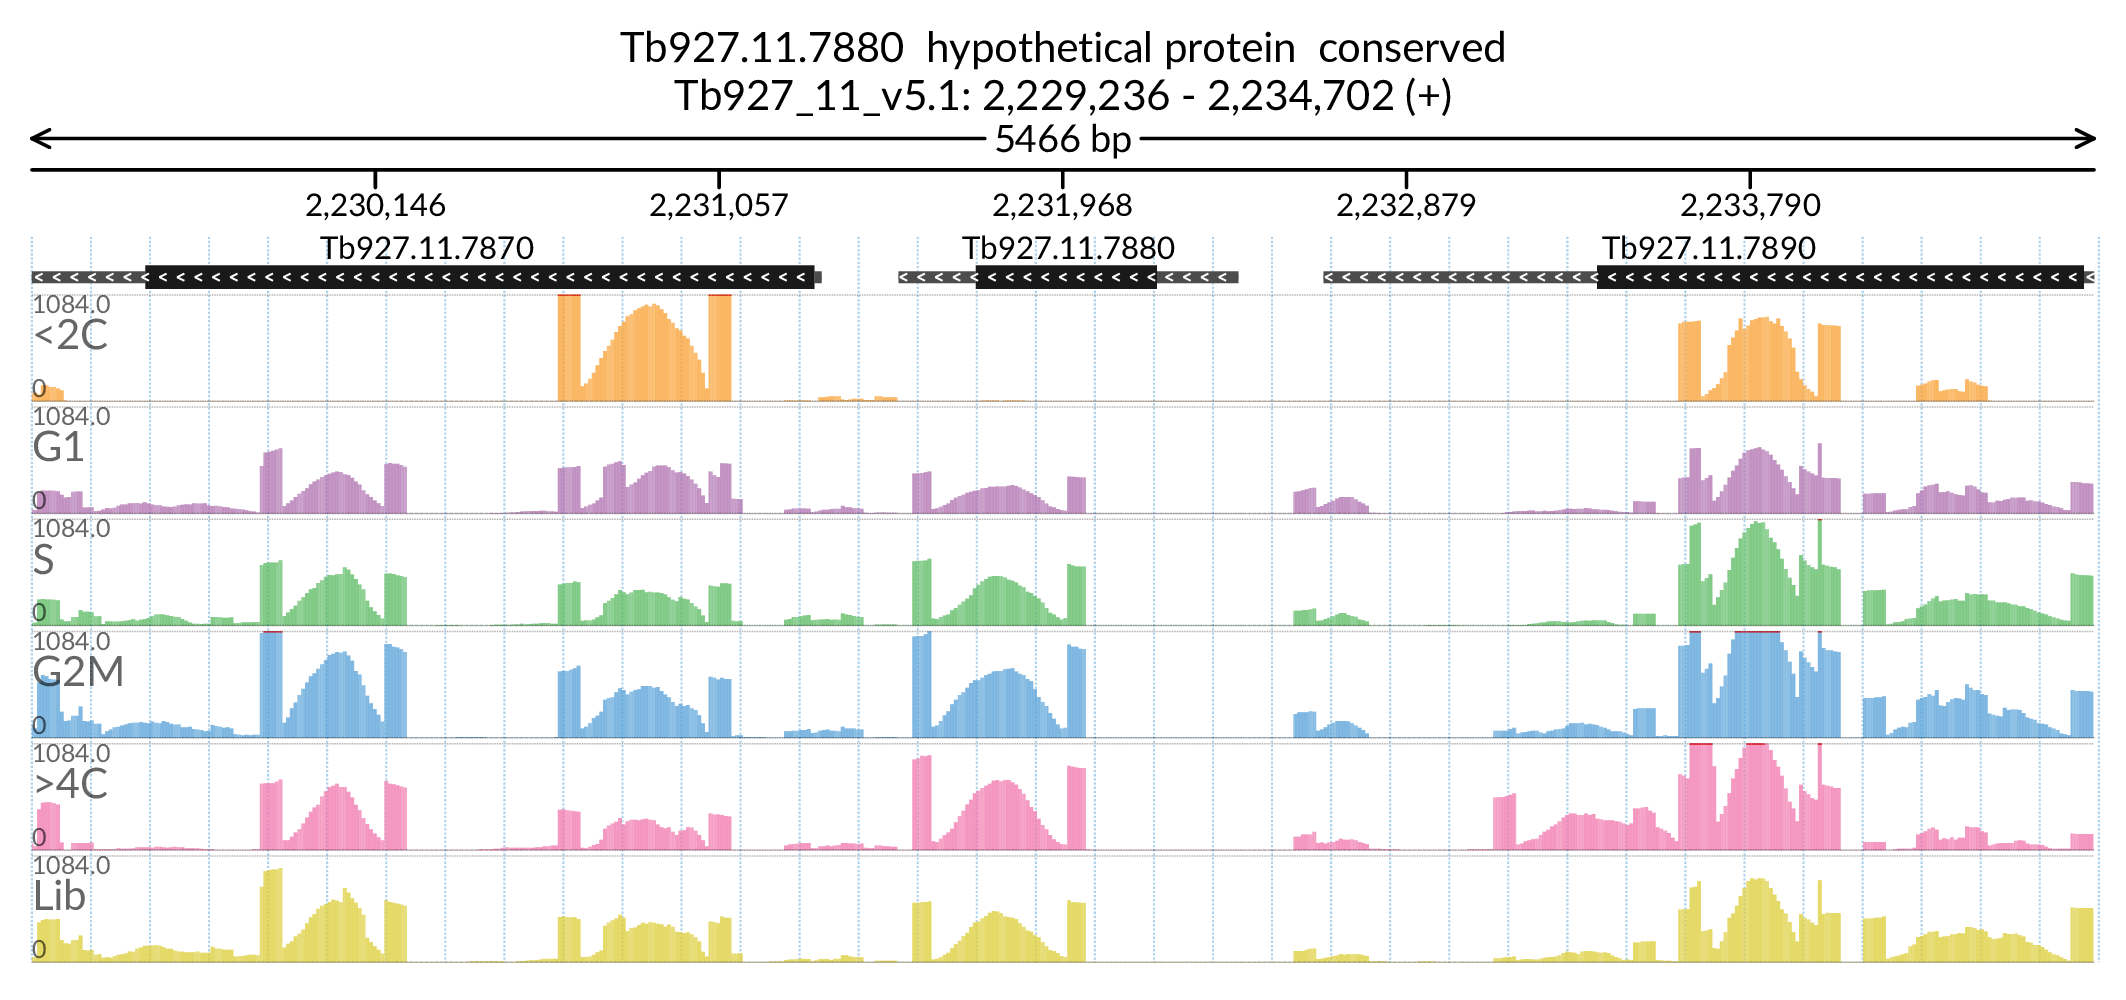 Tb927.11.7880 hypothetical protein conserved
Tb927_11_v5.1: 2,229,236 - 2,234,702 (+)
5466 bp
2,230,146 2,231,057 2,231,968 2,232,879 2,233,790
Tb927.11.7870 Tb927.11.7880 Tb927.11.7890
1084.0
<2C
0
1084.0
G1
0
1084.0
S
0
1084.0
G2M
0
1084.0
>4C
0
1084.0
Lib
0